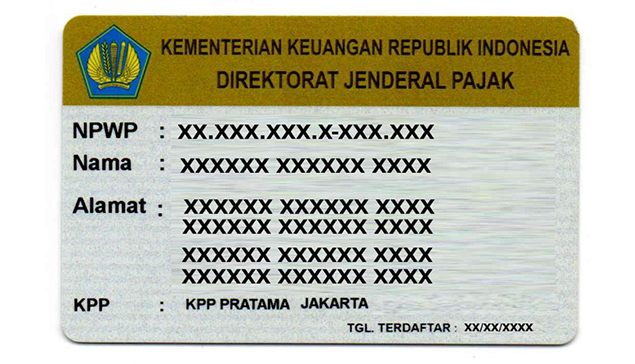 KEMENTERIAN KEUANGAN REPUBLIK INDONESIA
DIREKTORAT JENDERAL PAJAK
NPWP : XX.XXX.XXX.X-XXX.XXX
Nama : XXXXXX XXXXXX XXXX
Alamat : XXXXXX XXXXXX XXXX
XXXXXX XXXXXX XXXX
XXXXXX XXXXXX XXXX
XXXXXX XXXXXX XXXX
KPP : KPP PRATAMA JAKARTA
TGL. TERDAFTAR : XX/XX/XXXX